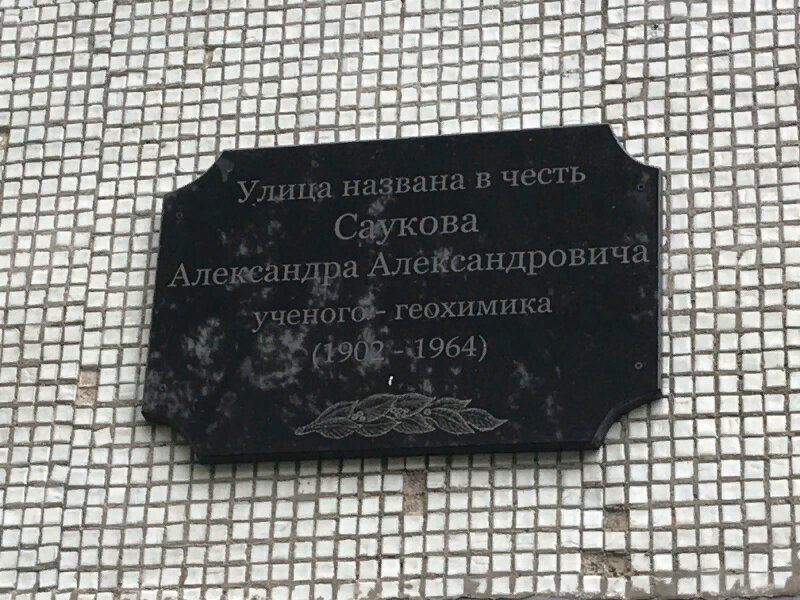 Улица названа в честь
Саукова
Александра Александровича
ученого - геохимика
(1902 - 1964)